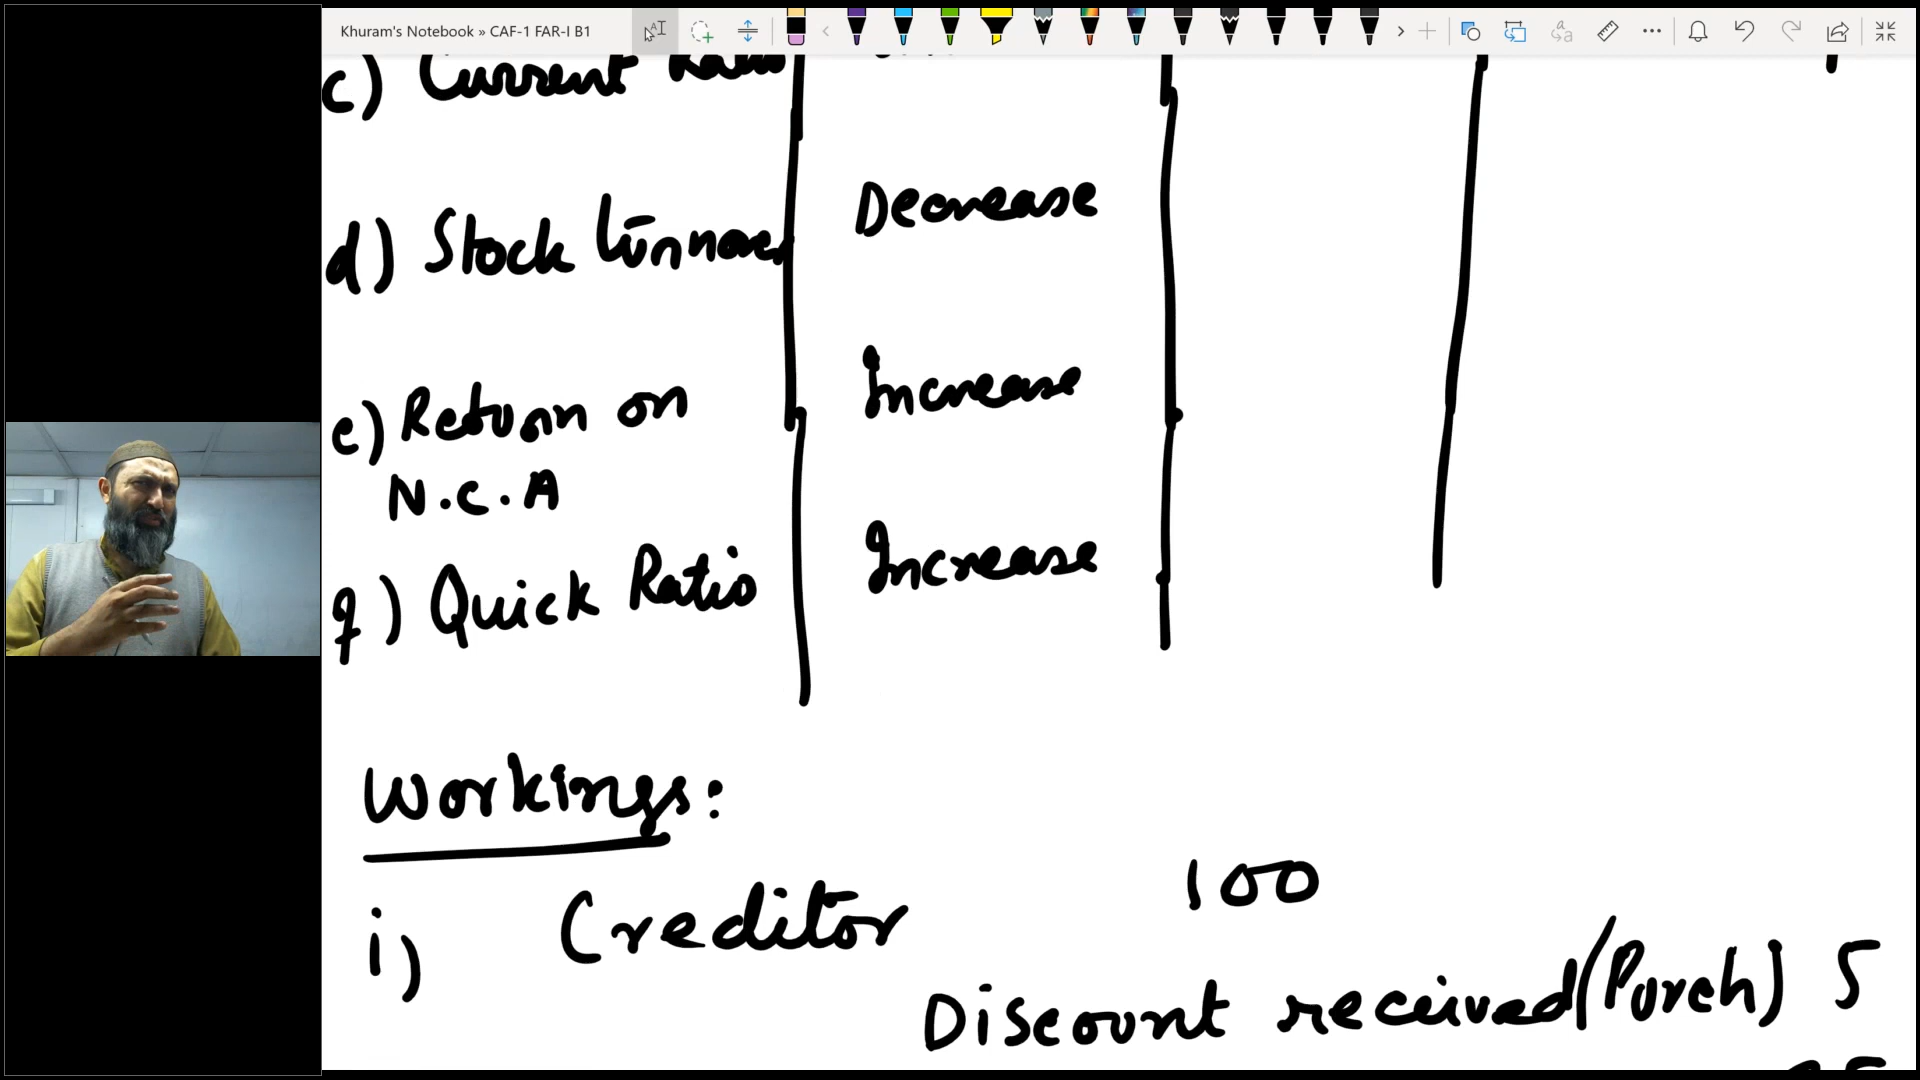 Khuram's Notebook » CAF-1 FAR-I B1
c) Current Ratio
d) Stock turnover
Decrease
e) Return on
N.C.A
Increase
f) Quick Ratio
Increase
Workings:
i) Creditor 100
Discount received (Purch) 5